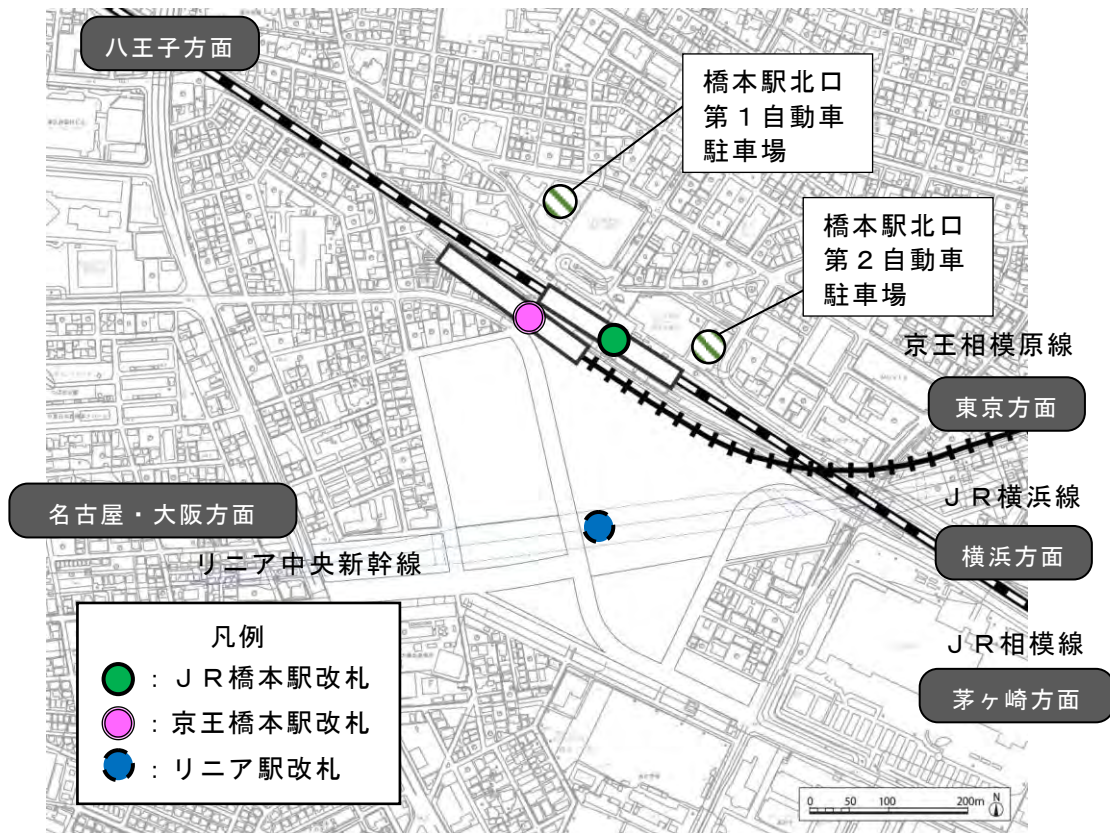 八王子方面
橋本駅北口
第１自動車
駐車場
橋本駅北口
第２自動車
駐車場
京王相模原線
東京方面
ＪＲ横浜線
名古屋・大阪方面
横浜方面
リニア中央新幹線
凡例
：ＪＲ橋本駅改札
：京王橋本駅改札
：リニア駅改札
ＪＲ相模線
茅ヶ崎方面
0 50 100 200m
N